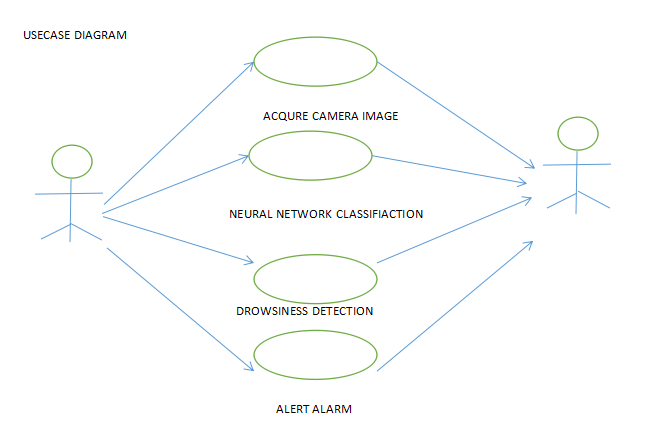 USECASE DIAGRAM
ACQURE CAMERA IMAGE
NEURAL NETWORK CLASSIFIACTION
DROWSINESS DETECTION
ALERT ALARM